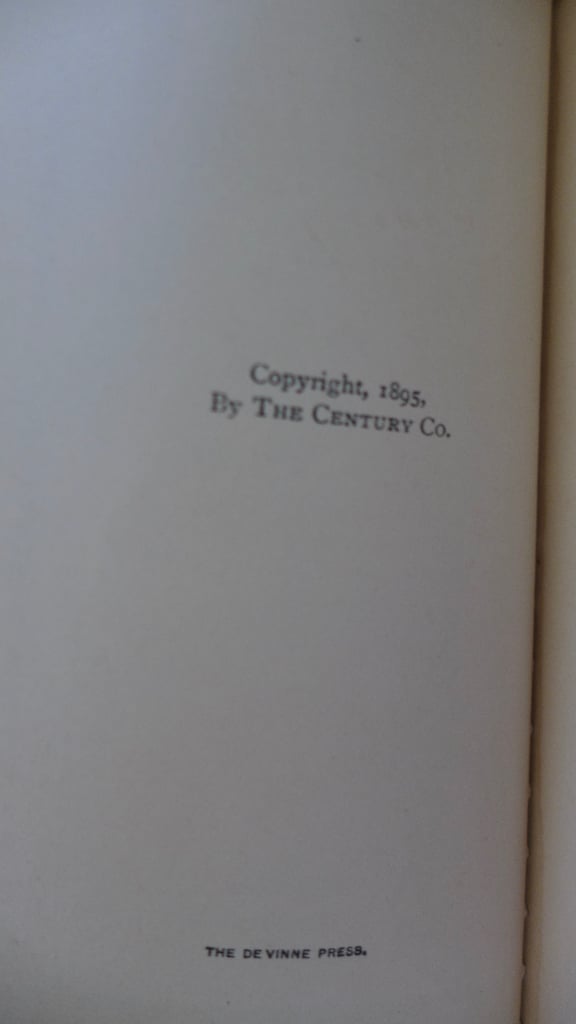 Copyright, 1895,
By THE CENTURY Co.
THE DE VINNE PRESS.